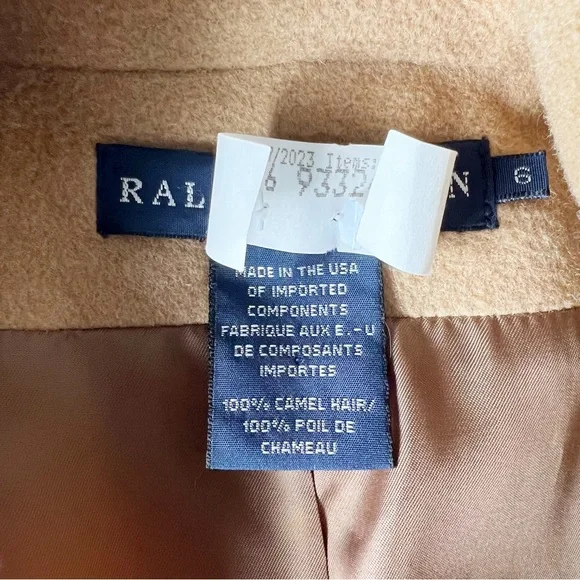 /2023 Items:
6 9332
RAL N 6
MADE IN THE USA
OF IMPORTED
COMPONENTS
FABRIQUE AUX E.-U
DE COMPOSANTS
IMPORTES
100% CAMEL HAIR/
100% POIL DE
CHAMEAU